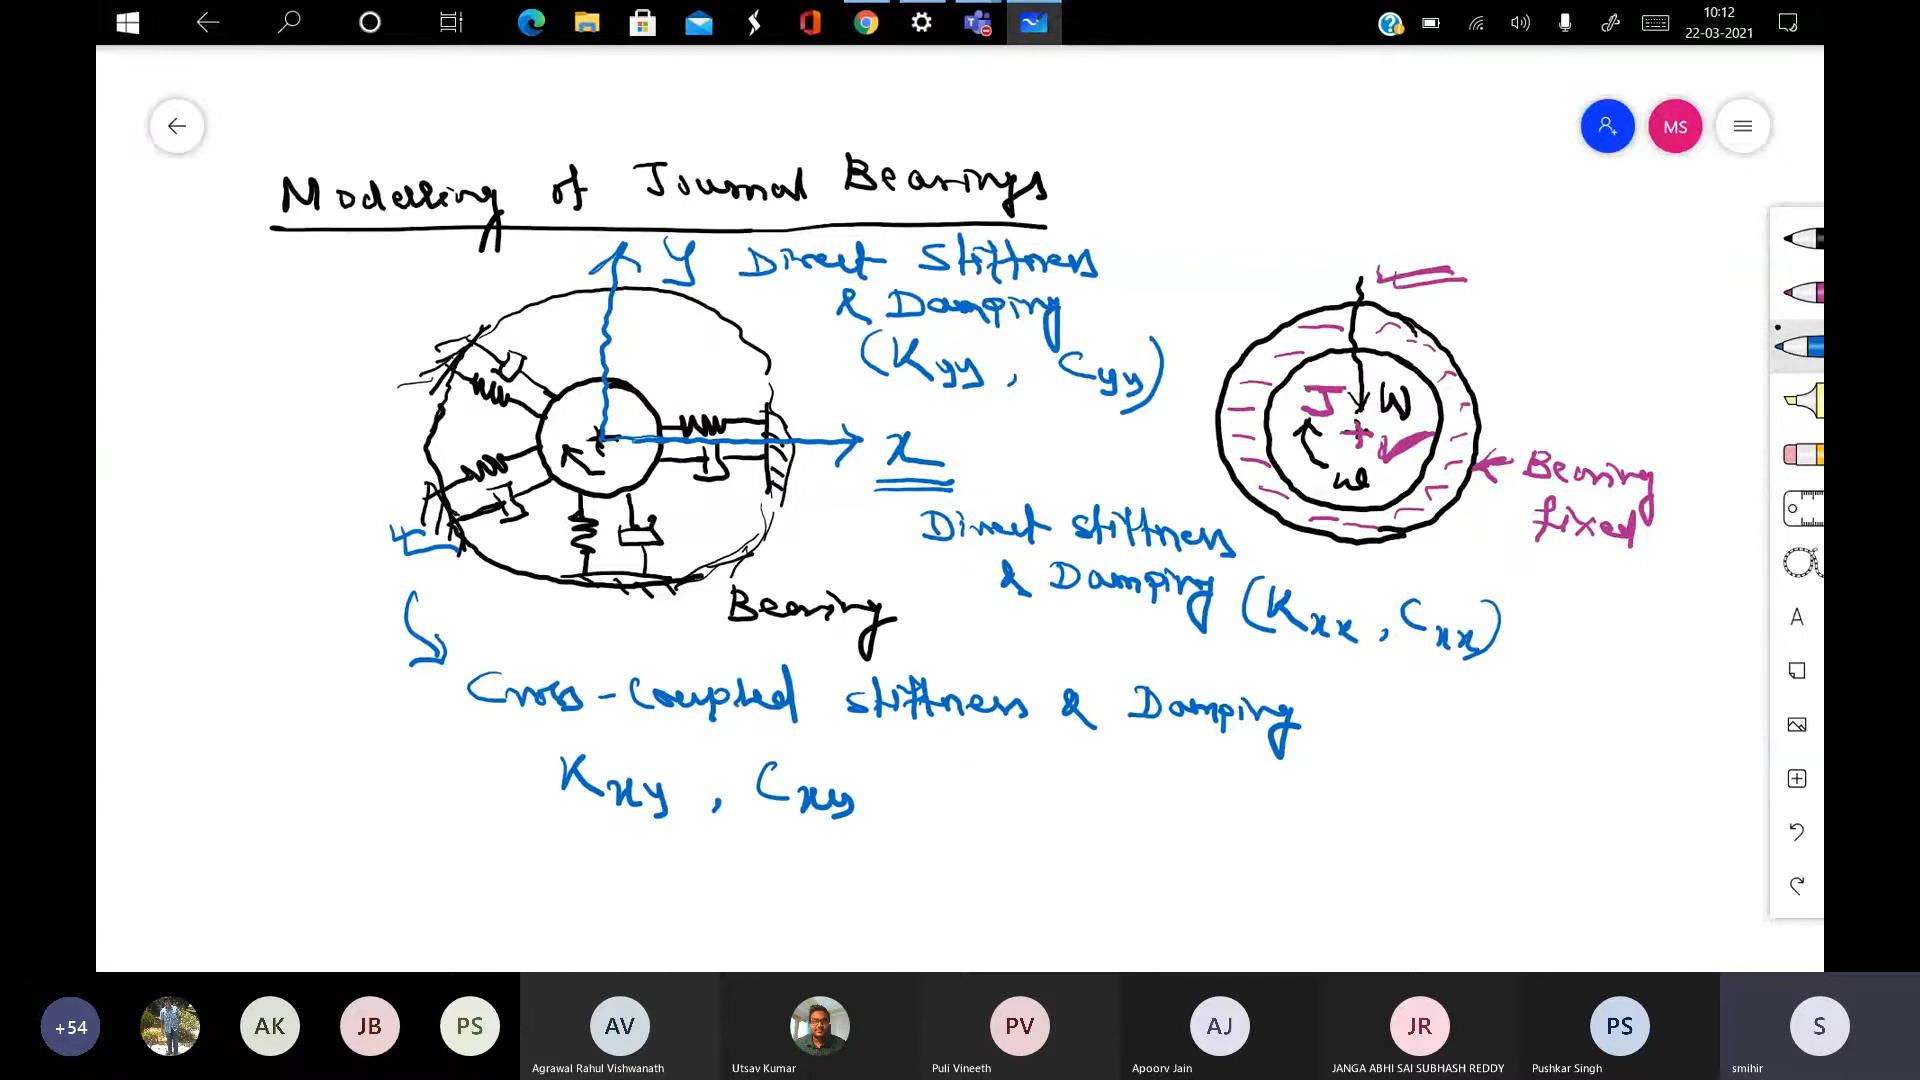 10:12
22-03-2021
MS
Modelling of Journal Bearings
y Direct Stiffness
& Damping
(Kyy, Cyy)
x
J W
ω
Bearing
fixed
Direct stiffness
& Damping (Kxx, Cxx)
Bearing
Cross-Coupled stiffness & Damping
Kxy, Cxy
A
+54
AK
JB
PS
AV
PV
AJ
JR
PS
S
Agrawal Rahul Vishwanath
Utsav Kumar
Puli Vineeth
Apoorv Jain
JANGA ABHI SAI SUBHASH REDDY
Pushkar Singh
smihir